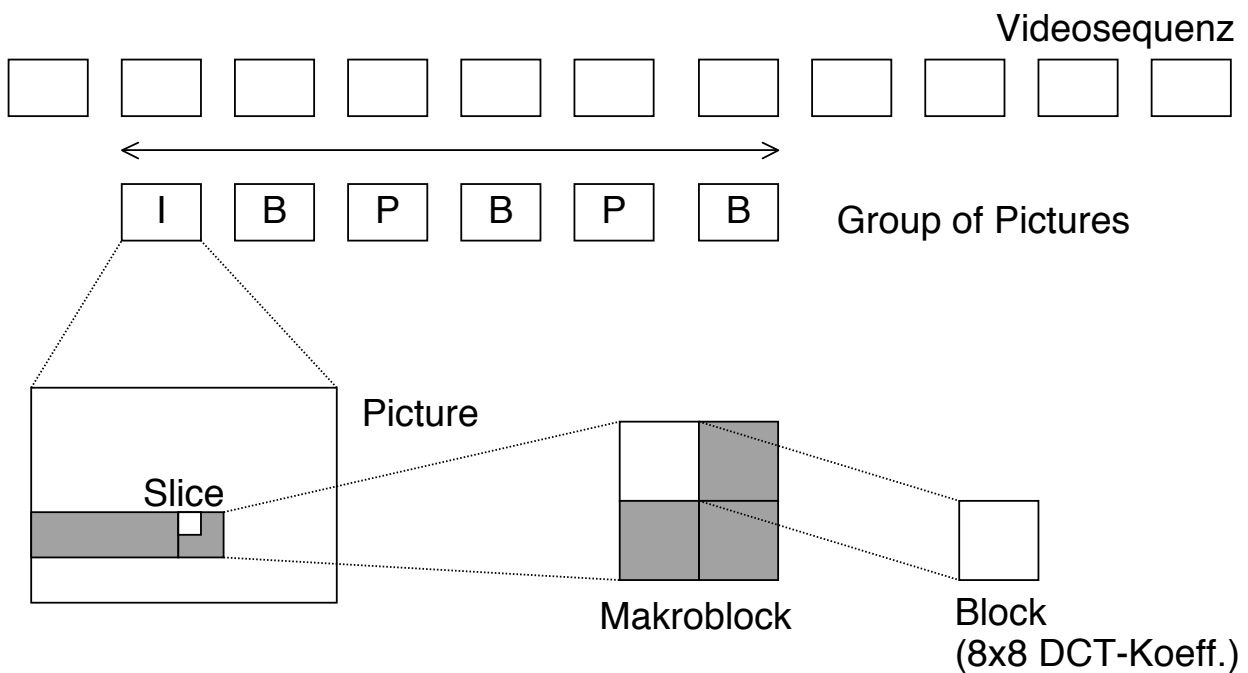 Videosequenz
I B P B P B
Group of Pictures
Picture
Slice
Makroblock
Block
(8x8 DCT-Koeff.)